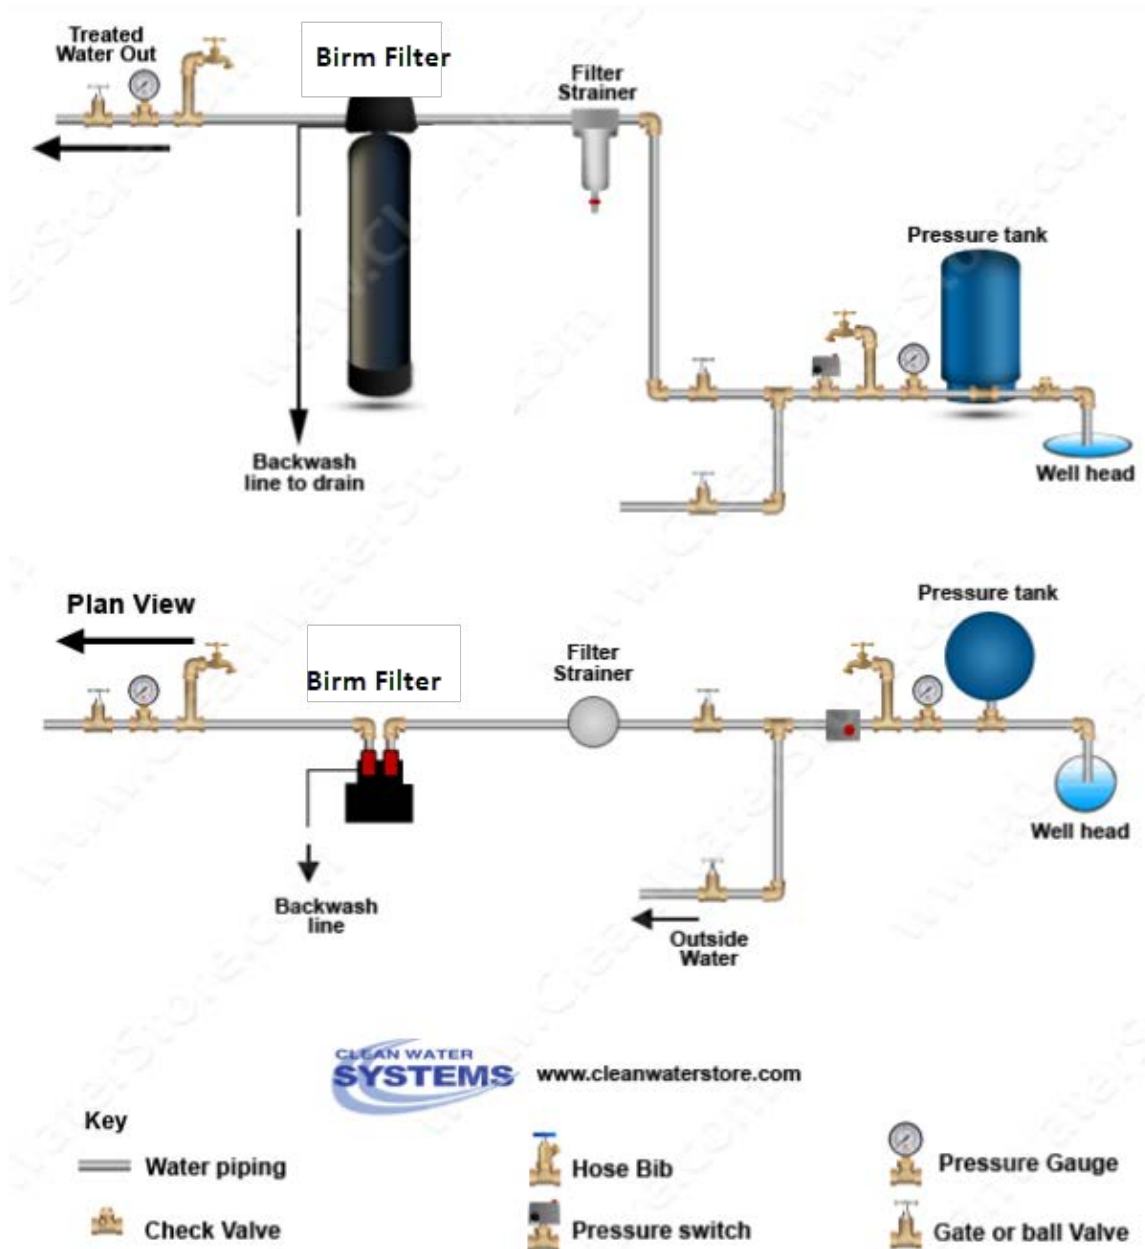 Treated
Water Out
Birm Filter
Filter
Strainer
Pressure tank
Backwash
line to drain
Well head
Plan View
Birm Filter
Filter
Strainer
Pressure tank
Well head
Backwash
line
Outside
Water
CLEAN WATER
SYSTEMS
www.cleanwaterstore.com
Key
Water piping
Hose Bib
Pressure Gauge
Check Valve
Pressure switch
Gate or ball Valve